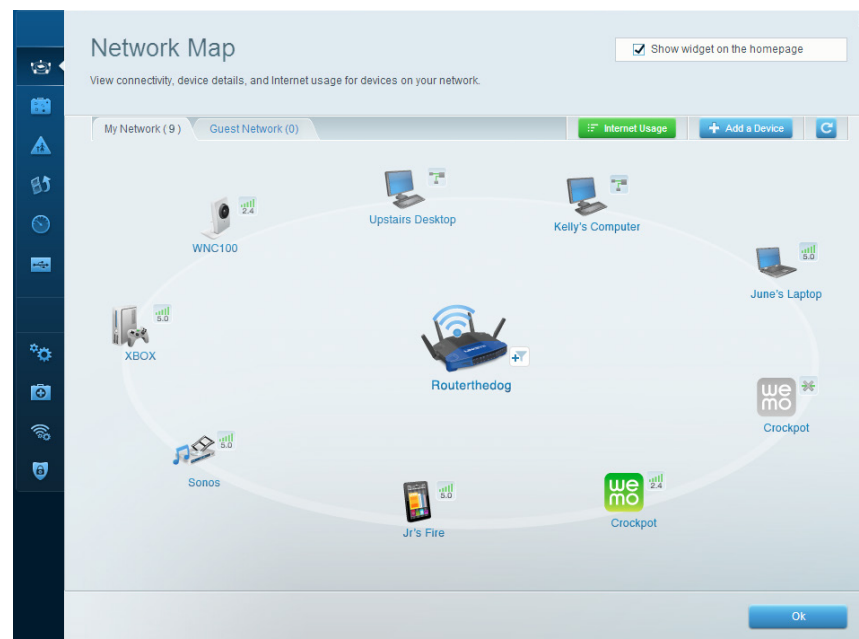 Network Map
Show widget on the homepage
View connectivity, device details, and Internet usage for devices on your network.
My Network ( 9 )
Guest Network (0)
Internet Usage
Add a Device
2.4
WNC100
Upstairs Desktop
Kelly's Computer
5.0
June's Laptop
5.0
XBOX
Routerthedog
we
mo
Crockpot
5.0
Sonos
5.0
Jr's Fire
we
mo
2.4
Crockpot
Ok